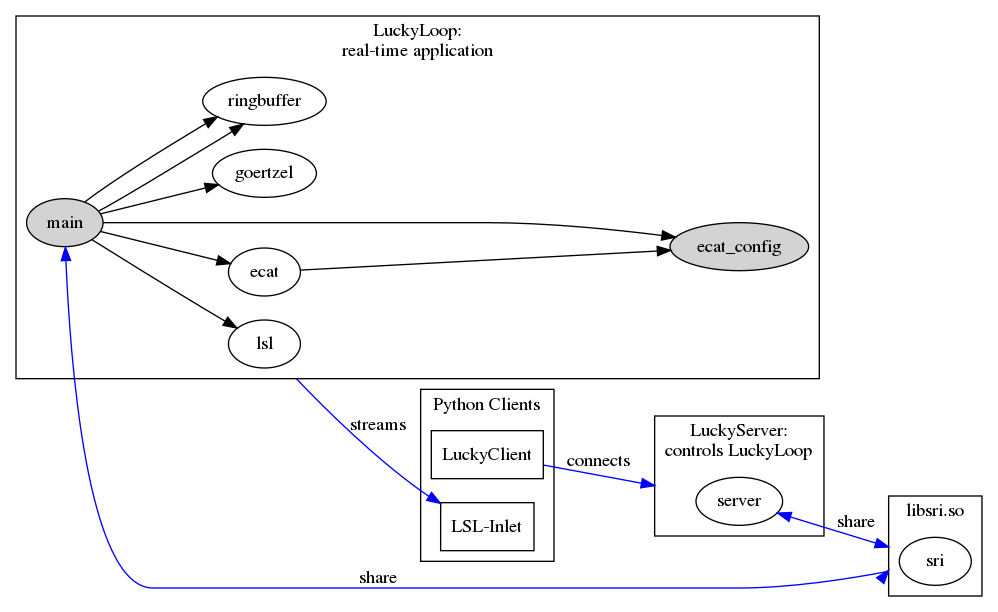 LuckyLoop:
real-time application
ringbuffer
goertzel
main
ecat_config
ecat
lsl
Python Clients
streams
LuckyClient
connects
LuckyServer:
controls LuckyLoop
server
LSL-Inlet
share
libsri.so
sri
share